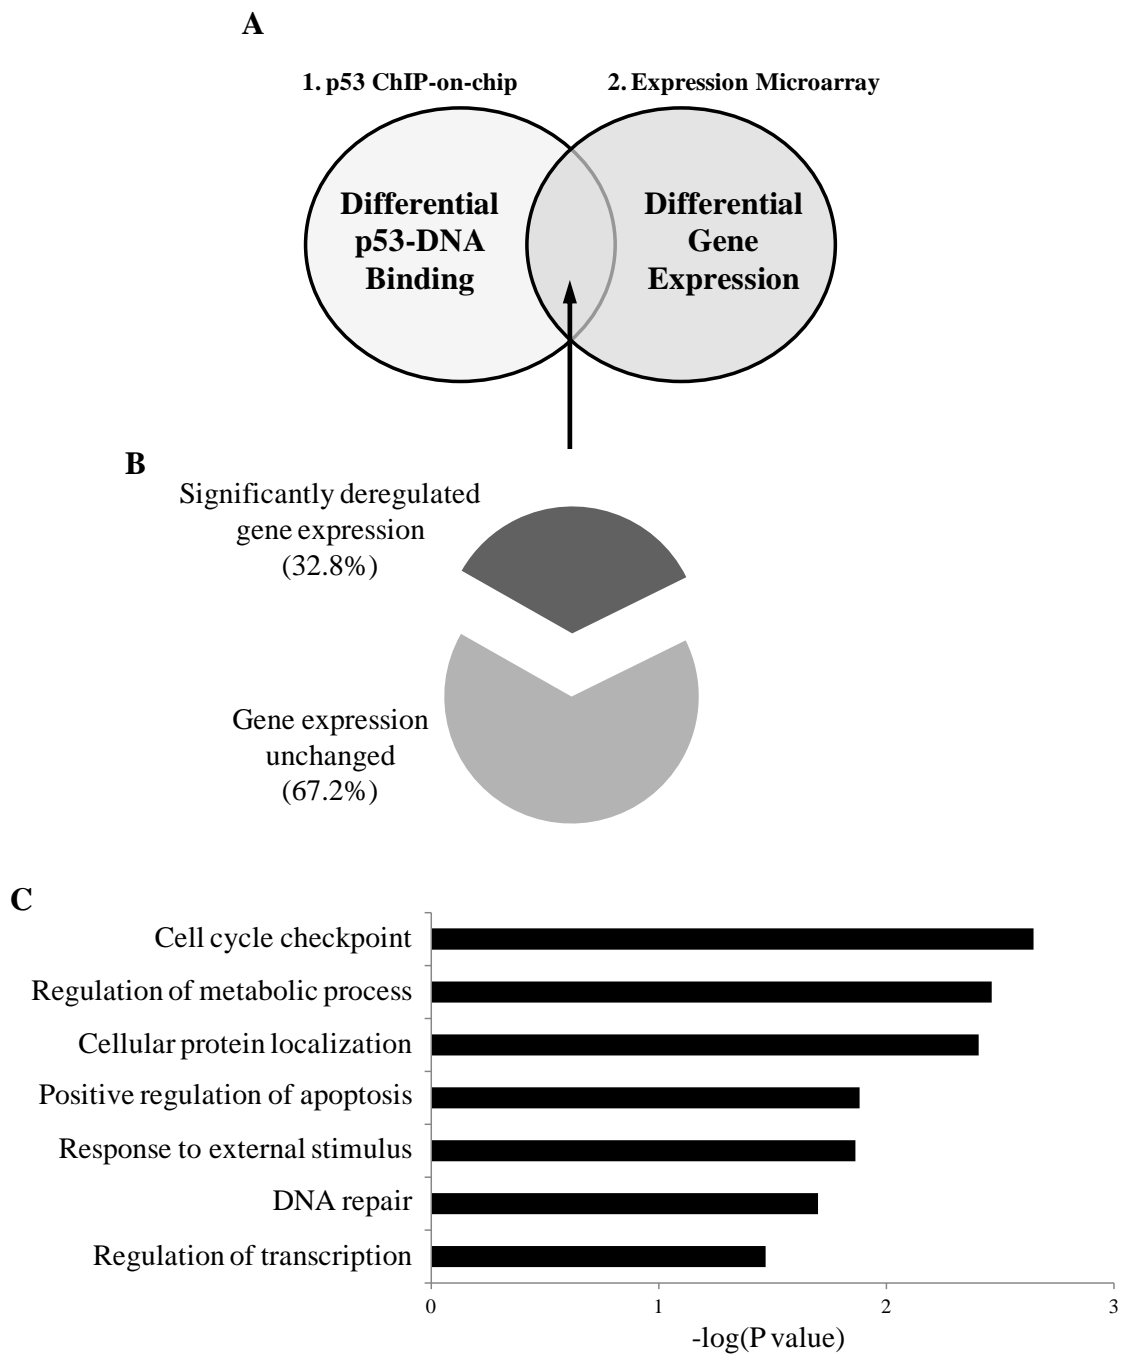 A
1. p53 ChIP-on-chip
2. Expression Microarray
Differential
p53-DNA
Binding
Differential
Gene
Expression
B
Significantly deregulated
gene expression
(32.8%)
Gene expression
unchanged
(67.2%)
C
Cell cycle checkpoint
Regulation of metabolic process
Cellular protein localization
Positive regulation of apoptosis
Response to external stimulus
DNA repair
Regulation of transcription
0 1 2 3
-log(P value)